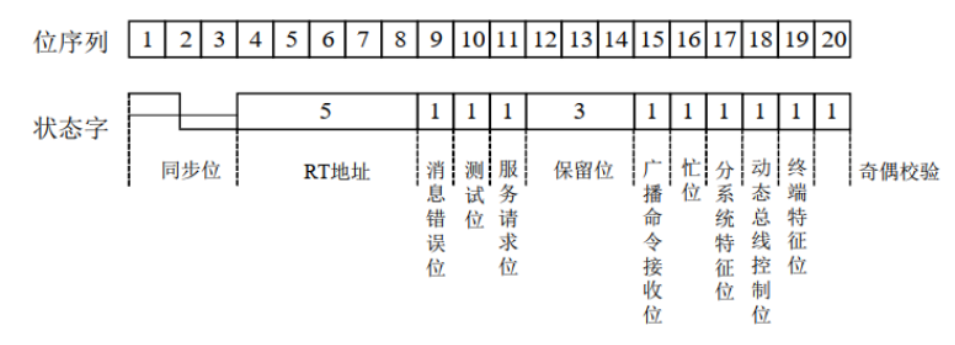 位序列 1 2 3 4 5 6 7 8 9 10 11 12 13 14 15 16 17 18 19 20
状态字 5 1 1 1 3 1 1 1 1 1 1
同步位 RT地址 消息错误位 测试位 服务请求位 保留位 广播命令接收位 忙位 分系统特征位 动态总线控制位 终端特征位 奇偶校验